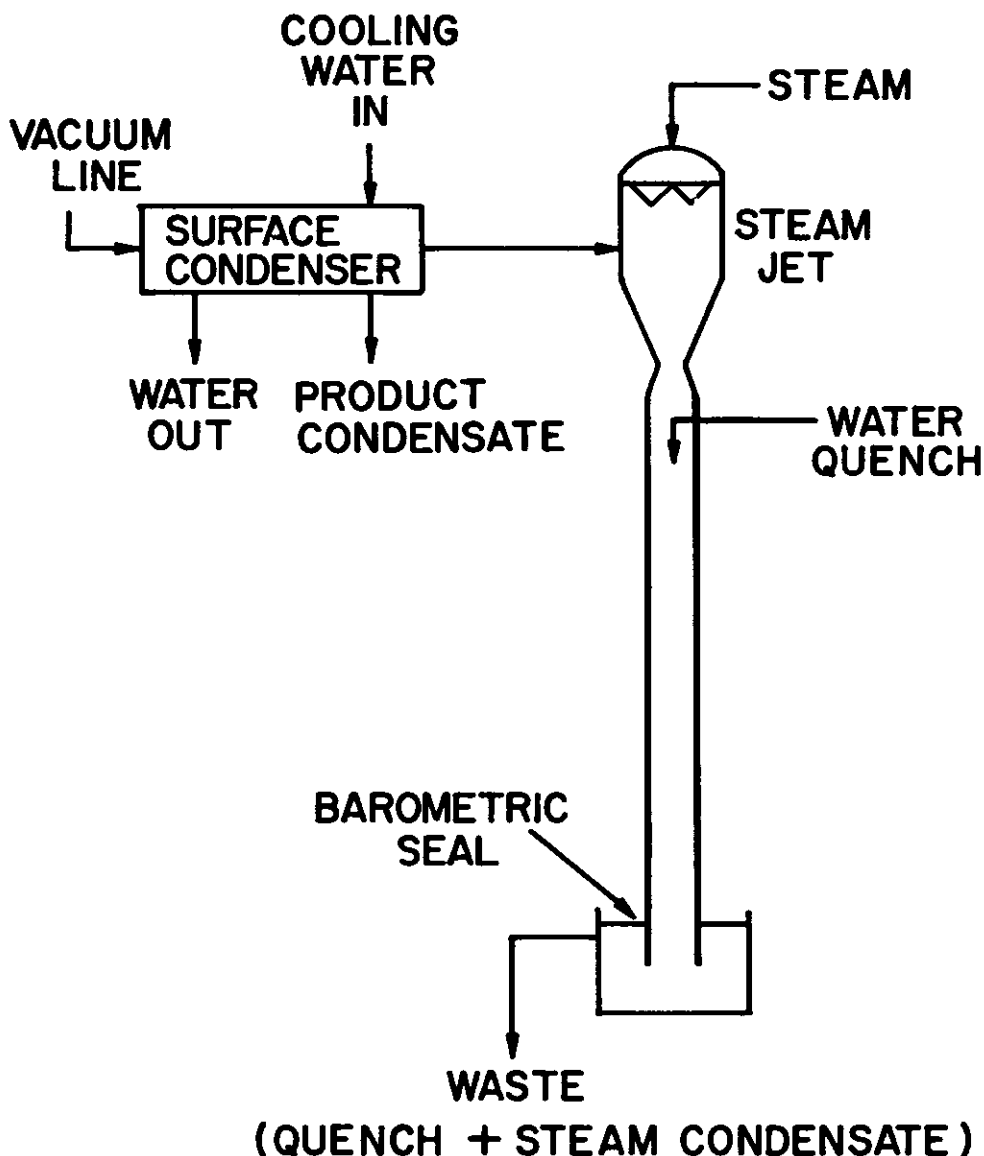 COOLING
WATER
IN
STEAM
VACUUM
LINE
SURFACE
CONDENSER
STEAM
JET
WATER
OUT
PRODUCT
CONDENSATE
WATER
QUENCH
BAROMETRIC
SEAL
WASTE
(QUENCH + STEAM CONDENSATE)